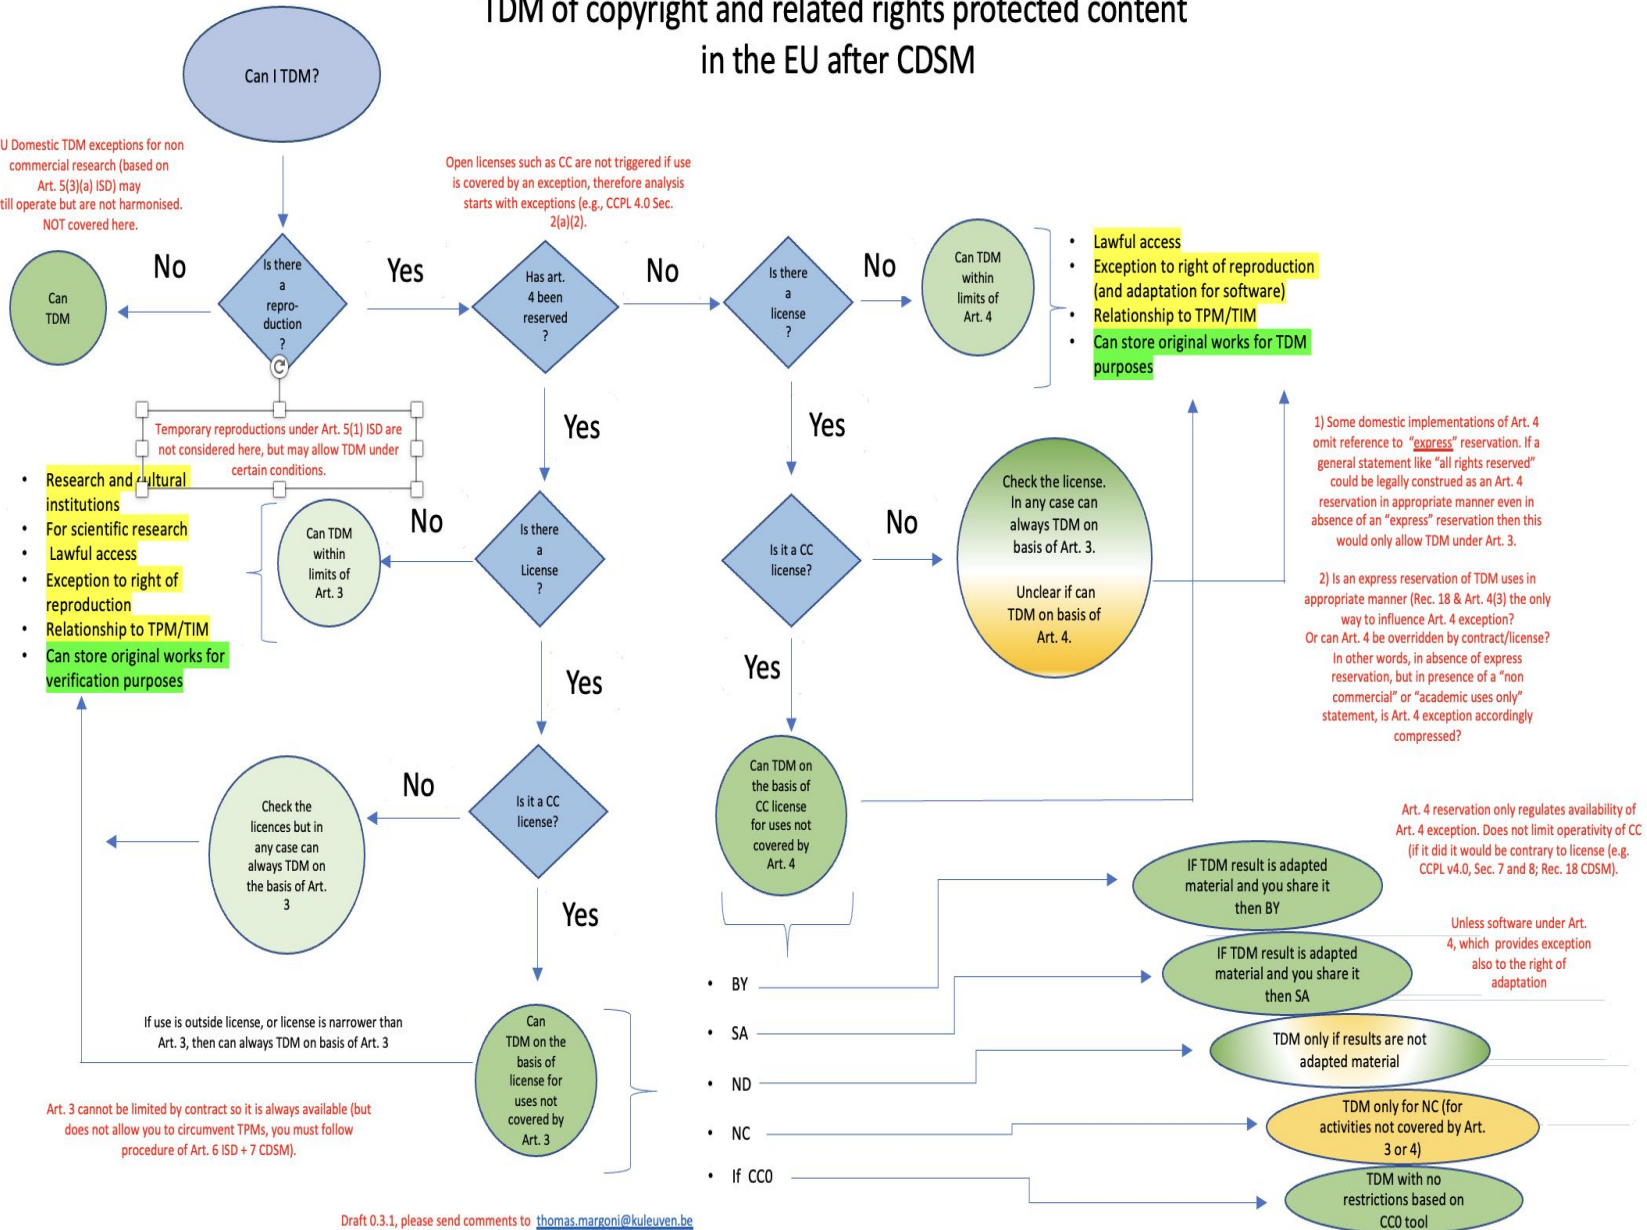 TDM of copyright and related rights protected content
in the EU after CDSM
Can I TDM?
U Domestic TDM exceptions for non
commercial research (based on
Art. 5(3)(a) ISD) may
till operate but are not harmonised.
NOT covered here.
Open licenses such as CC are not triggered if use
is covered by an exception, therefore analysis
starts with exceptions (e.g., CCPL 4.0 Sec.
2(a)(2).
Can
TDM
No
Is there
a
repro-
duction
?
Yes
Has art.
4 been
reserved
?
No
Is there
a
license
?
No
Can TDM
within
limits of
Art. 4
• Lawful access
• Exception to right of reproduction
(and adaptation for software)
• Relationship to TPM/TIM
• Can store original works for TDM
purposes
Temporary reproductions under Art. 5(1) ISD are
not considered here, but may allow TDM under
certain conditions.
Yes
Yes
• Research and cultural
institutions
• For scientific research
• Lawful access
• Exception to right of
reproduction
• Relationship to TPM/TIM
• Can store original works for
verification purposes
Can TDM
within
limits of
Art. 3
No
Is there
a
License
?
Is it a CC
license?
No
Check the license.
In any case can
always TDM on
basis of Art. 3.
Unclear if can
TDM on basis of
Art. 4.
1) Some domestic implementations of Art. 4
omit reference to “express” reservation. If a
general statement like “all rights reserved”
could be legally construed as an Art. 4
reservation in appropriate manner even in
absence of an “express” reservation then this
would only allow TDM under Art. 3.
2) Is an express reservation of TDM uses in
appropriate manner (Rec. 18 & Art. 4(3) the only
way to influence Art. 4 exception?
Or can Art. 4 be overridden by contract/license?
In other words, in absence of express
reservation, but in presence of a “non
commercial” or “academic uses only”
statement, is Art. 4 exception accordingly
compressed?
Yes
Yes
Check the
licences but in
any case can
always TDM on
the basis of Art.
3
No
Is it a CC
license?
Can TDM on
the basis of
CC license
for uses not
covered by
Art. 4
Yes
Art. 4 reservation only regulates availability of
Art. 4 exception. Does not limit operativity of CC
(if it did it would be contrary to license (e.g.
CCPL v4.0, Sec. 7 and 8; Rec. 18 CDSM).
IF TDM result is adapted
material and you share it
then BY
Unless software under Art.
4, which provides exception
also to the right of
adaptation
IF TDM result is adapted
material and you share it
then SA
TDM only if results are not
adapted material
TDM only for NC (for
activities not covered by Art.
3 or 4)
TDM with no
restrictions based on
CC0 tool
• BY
• SA
• ND
• NC
• If CC0
If use is outside license, or license is narrower than
Art. 3, then can always TDM on basis of Art. 3
Can
TDM on the
basis of
license for
uses not
covered by
Art. 3
Art. 3 cannot be limited by contract so it is always available (but
does not allow you to circumvent TPMs, you must follow
procedure of Art. 6 ISD + 7 CDSM).
Draft 0.3.1, please send comments to thomas.margoni@kuleuven.be